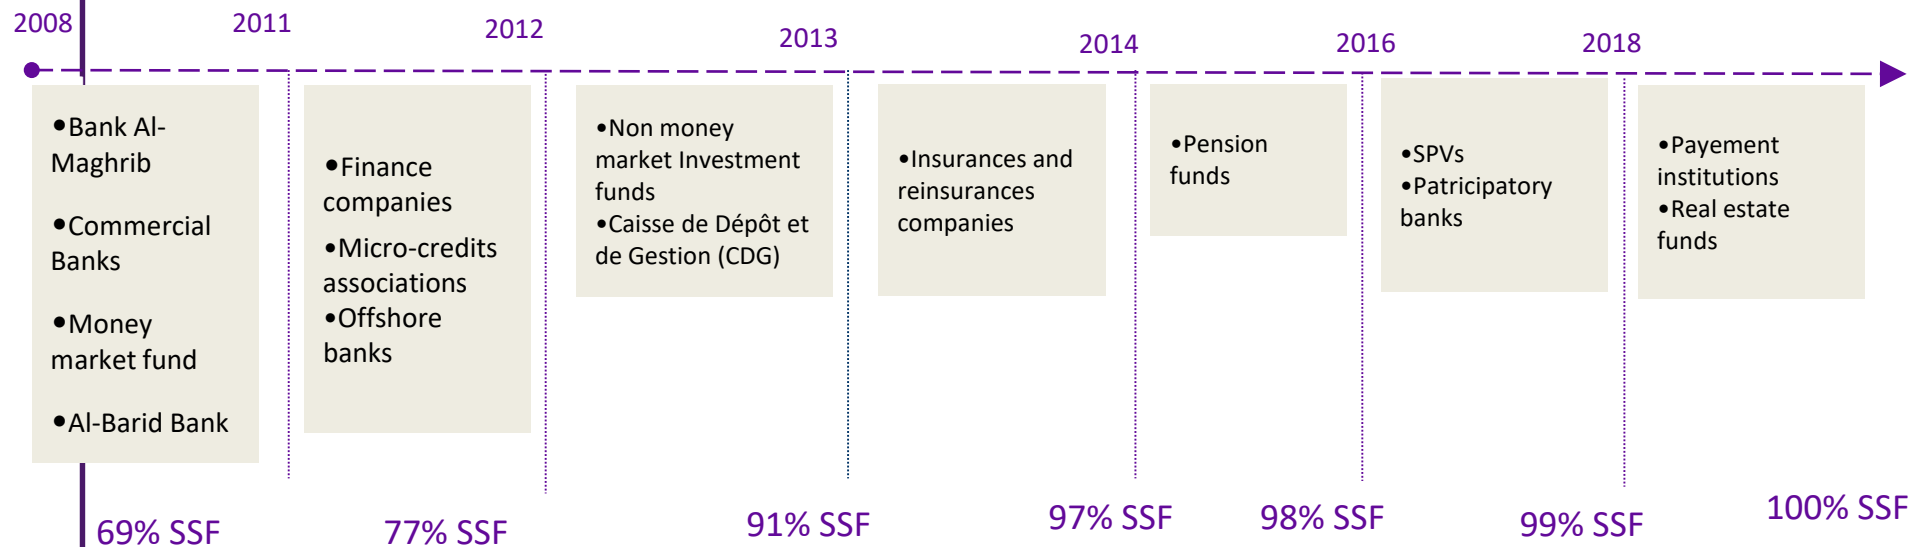 2008
2011
2012
2013
2014
2016
2018
•Bank Al-
Maghrib
•Commercial
Banks
•Money
market fund
•Al-Barid Bank
•Finance
companies
•Micro-credits
associations
•Offshore
banks
•Non money
market Investment
funds
•Caisse de Dépôt et
de Gestion (CDG)
•Insurances and
reinsurances
companies
•Pension
funds
•SPVs
•Patricipatory
banks
•Payement
institutions
•Real estate
funds
69% SSF
77% SSF
91% SSF
97% SSF
98% SSF
99% SSF
100% SSF